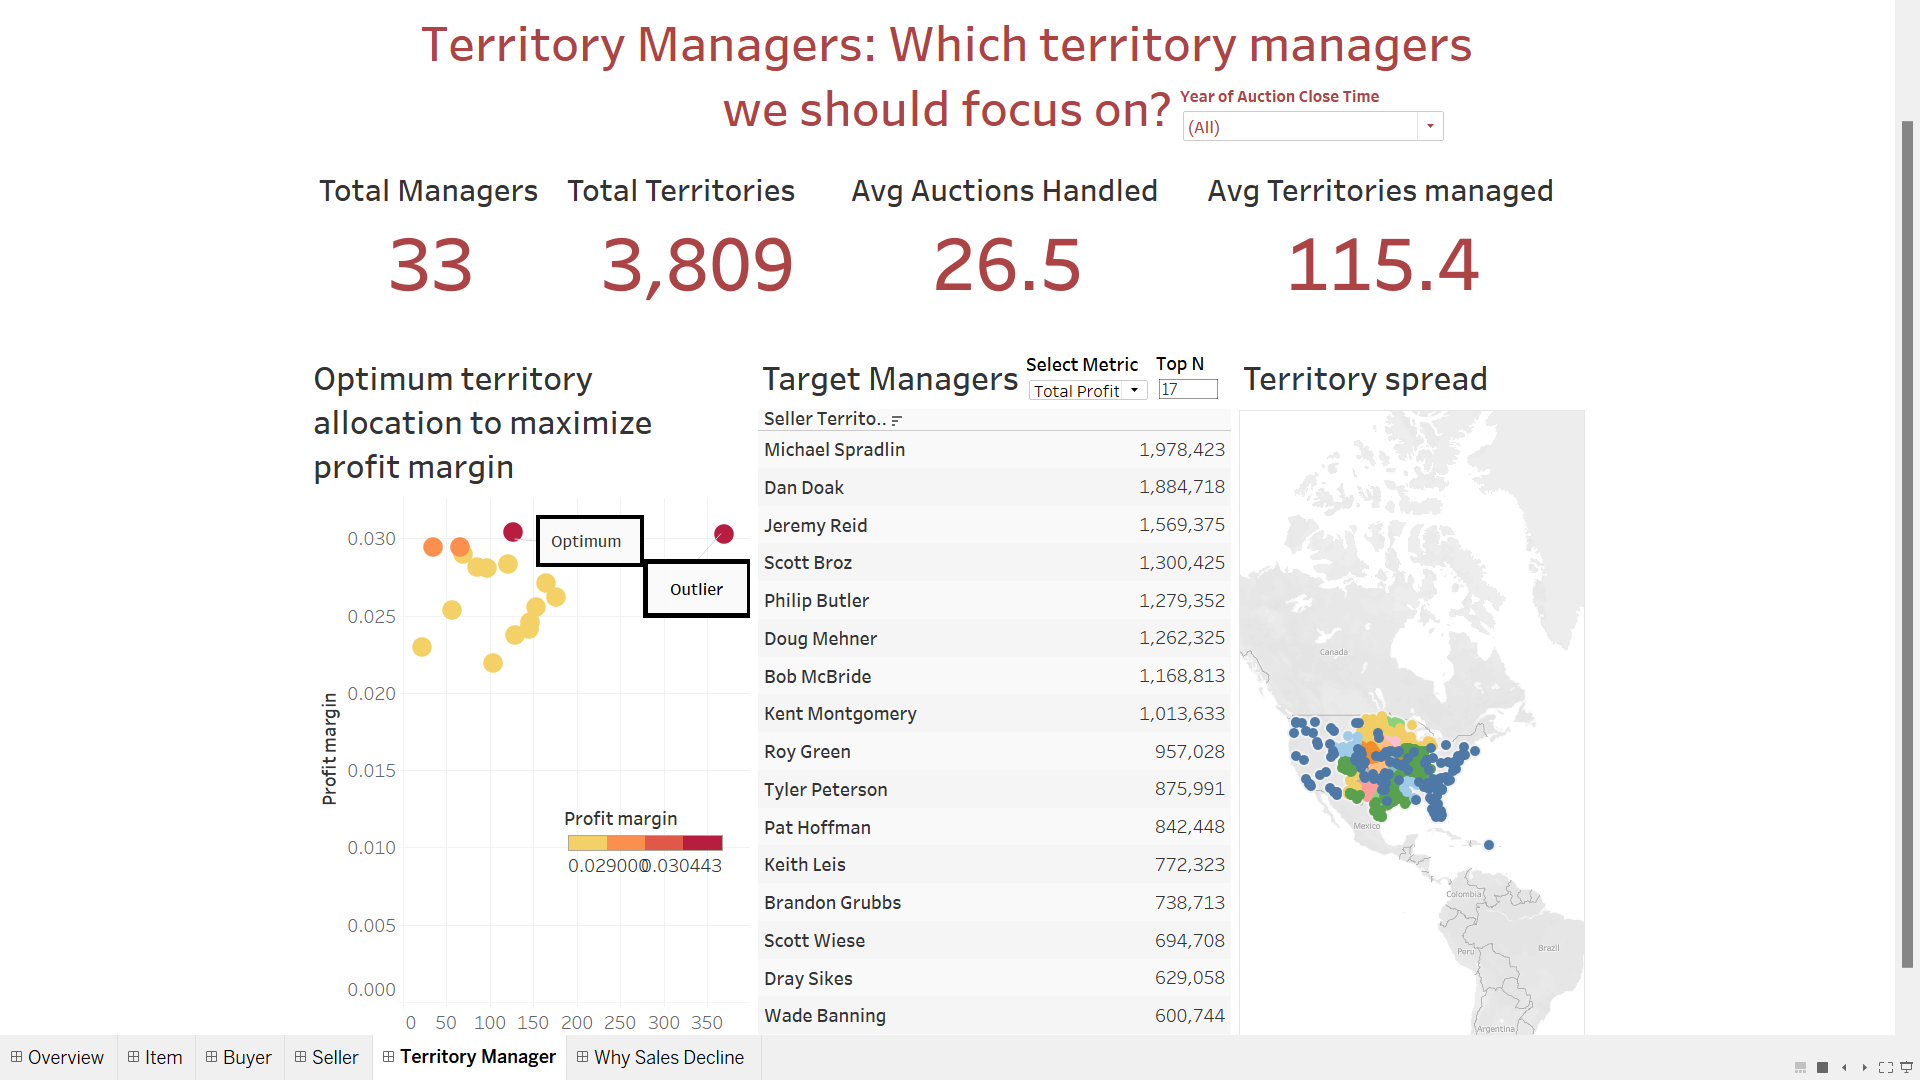 Territory Managers: Which territory managers
we should focus on?
Year of Auction Close Time
(All)
Total Managers
33
Total Territories
3,809
Avg Auctions Handled
26.5
Avg Territories managed
115.4
Optimum territory
allocation to maximize
profit margin
Profit margin
0.030
0.025
0.020
0.015
0.010
0.005
0.000
0 50 100 150 200 250 300 350
Optimum
Outlier
Profit margin
0.029000 0.030443
Target Managers
Select Metric
Total Profit
Top N
17
Seller Territo..
Michael Spradlin 1,978,423
Dan Doak 1,884,718
Jeremy Reid 1,569,375
Scott Broz 1,300,425
Philip Butler 1,279,352
Doug Mehner 1,262,325
Bob McBride 1,168,813
Kent Montgomery 1,013,633
Roy Green 957,028
Tyler Peterson 875,991
Pat Hoffman 842,448
Keith Leis 772,323
Brandon Grubbs 738,713
Scott Wiese 694,708
Dray Sikes 629,058
Wade Banning 600,744
Territory spread
Canada
Mexico
Colombia
Brazil
Peru
Argentina
Overview
Item
Buyer
Seller
Territory Manager
Why Sales Decline